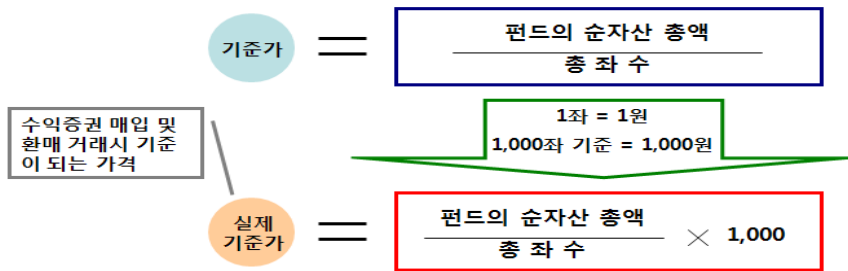 기준가
=
펀드의 순자산 총액
총 좌 수
수익증권 매입 및
환매 거래시 기준
이 되는 가격
1좌 = 1원
1,000좌 기준 = 1,000원
실제
기준가
=
펀드의 순자산 총액
총 좌 수
× 1,000